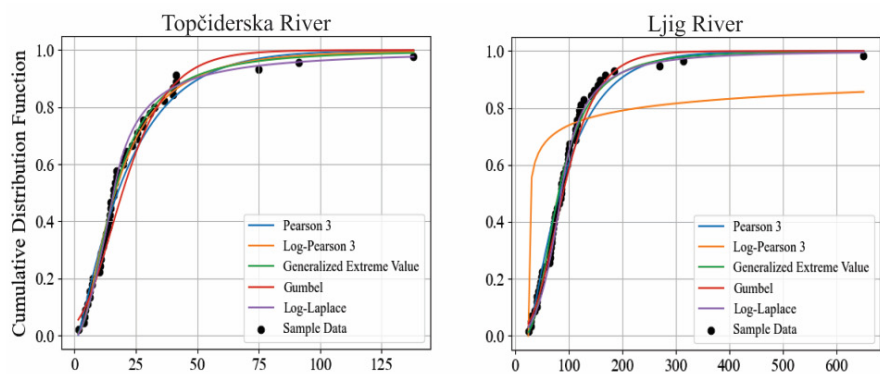 Topčiderska River
Cumulative Distribution Function
1.0
0.8
0.6
0.4
0.2
0.0
0
25
50
75
100
125
Pearson 3
Log-Pearson 3
Generalized Extreme Value
Gumbel
Log-Laplace
Sample Data
Ljig River
1.0
0.8
0.6
0.4
0.2
0.0
0
100
200
300
400
500
600
Pearson 3
Log-Pearson 3
Generalized Extreme Value
Gumbel
Log-Laplace
Sample Data